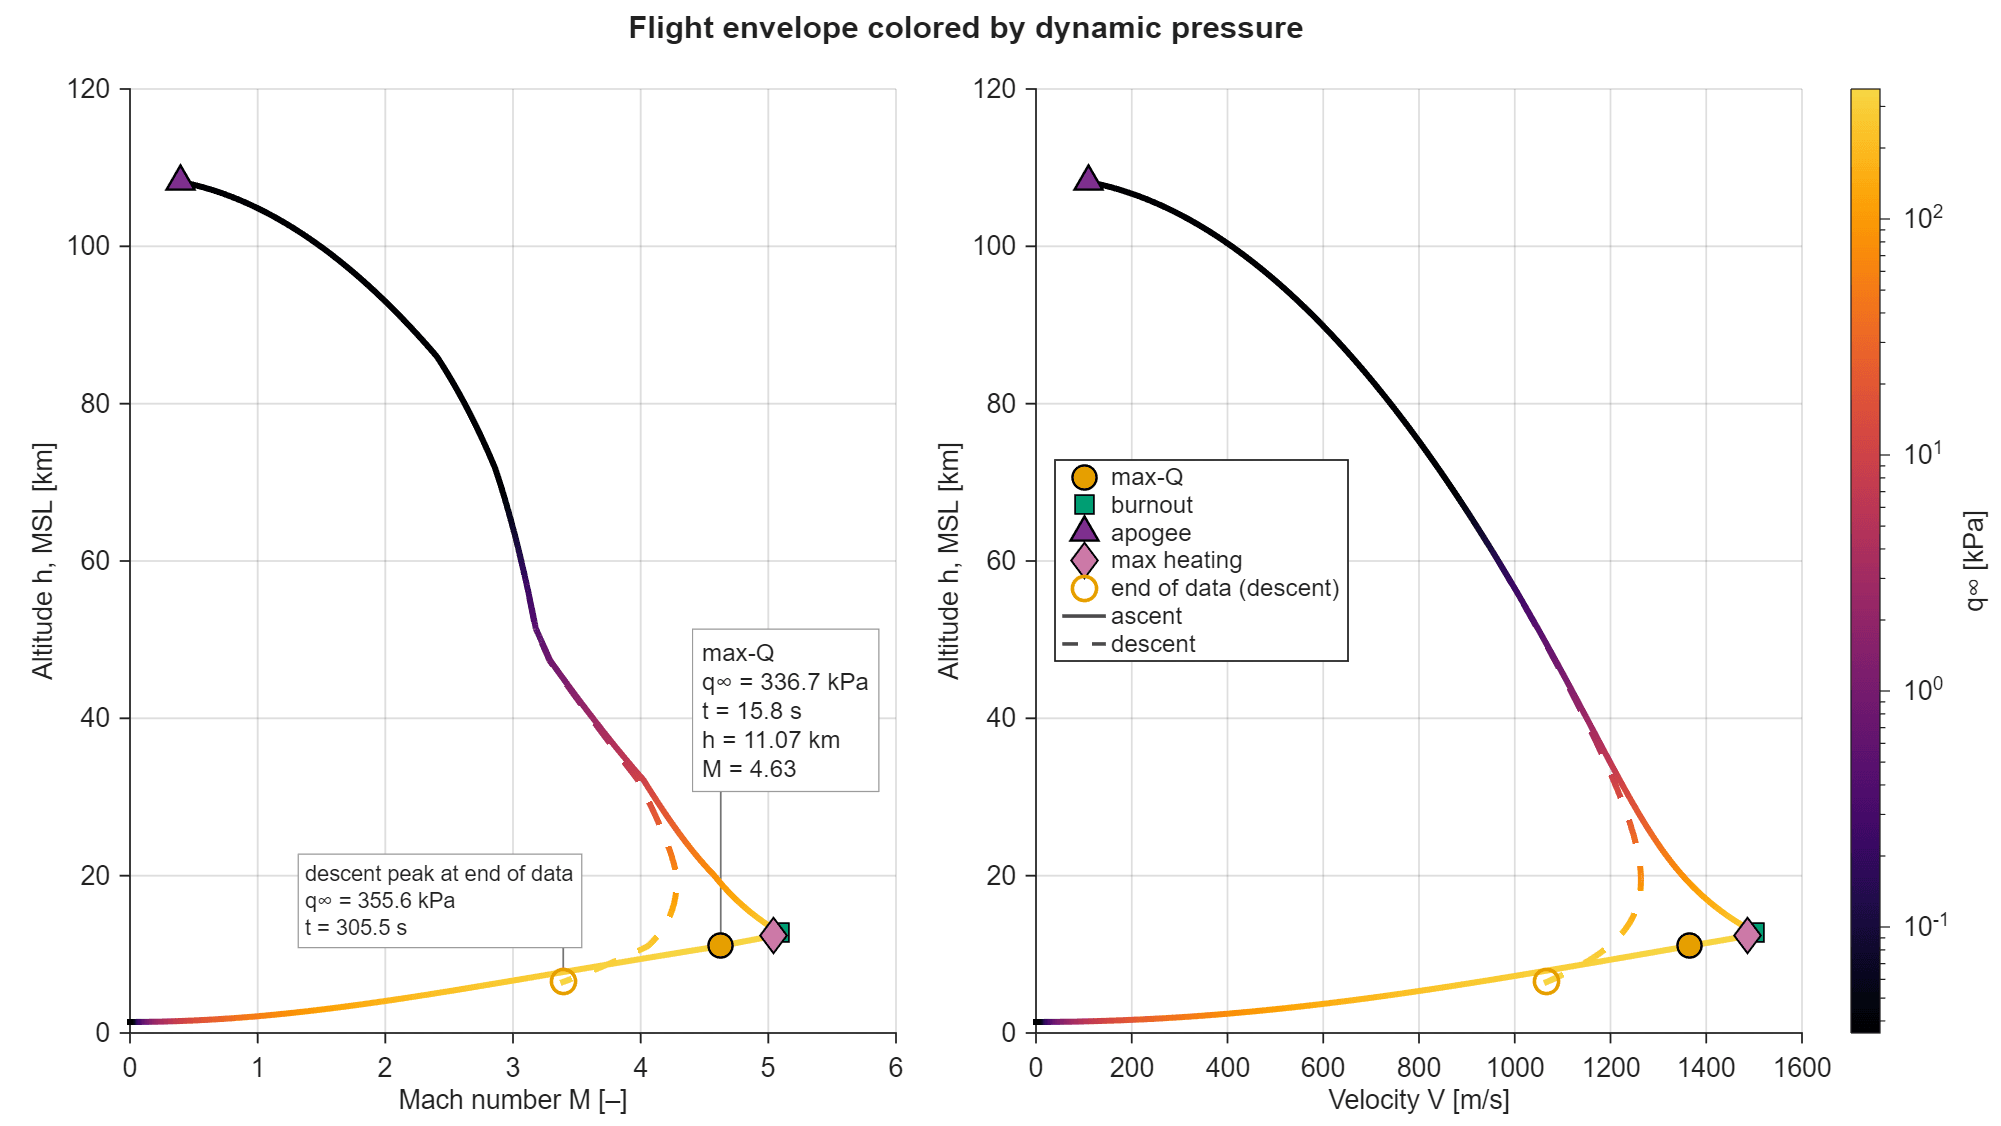 Flight envelope colored by dynamic pressure
Altitude h, MSL [km]
120
100
80
60
40
20
0
0 1 2 3 4 5 6
Mach number M [–]
max-Q
q∞ = 336.7 kPa
t = 15.8 s
h = 11.07 km
M = 4.63
descent peak at end of data
q∞ = 355.6 kPa
t = 305.5 s
Altitude h, MSL [km]
120
100
80
60
40
20
0
0 200 400 600 800 1000 1200 1400 1600
Velocity V [m/s]
max-Q
burnout
apogee
max heating
end of data (descent)
ascent
descent
10²
10¹
10⁰
10⁻¹
q∞ [kPa]